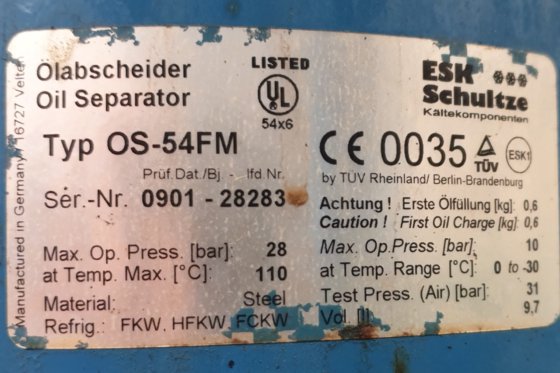 Manufactured in Germany / 16727 Velten
Ölabscheider
Oil Separator
LISTED
UL
54x6
ESK
Schultze
Kältekomponenten
Typ OS-54FM
CE 0035
TÜV
ESK1
Prüf.Dat./Bj. - lfd.Nr.
Ser.-Nr. 0901 - 28283
by TÜV Rheinland/ Berlin-Brandenburg
Achtung ! Erste Ölfüllung [kg]: 0,6
Caution ! First Oil Charge [kg]: 0,6
Max. Op. Press. [bar]: 28
at Temp. Max. [°C]: 110
Max. Op.Press. [bar]: 10
at Temp. Range [°C]: 0 to -30
Material: Steel
Refrig.: FKW, HFKW, FCKW
Test Press. (Air) [bar]: 31
Vol. [l]: 9,7